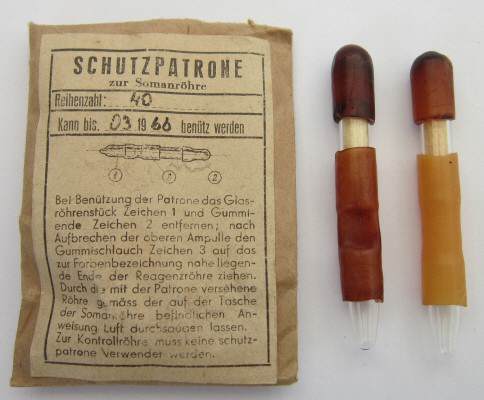 SCHUTZPATRONE
zur Somanröhre
Reihenzahl: 40
Kann bis. 03 1966 benütz werden
1 3 2
Bei Benützung der Patrone das Glas-
röhrenstück Zeichen 1 und Gummi-
ende Zeichen 2 entfernen; nach
Aufbrechen der oberen Ampulle den
Gummischlauch Zeichen 3 auf das
zur Farbenbezeichnung nahe liegen-
de Ende der Reagenzröhre ziehen.
Durch die mit der Patrone versehene
Röhre gemäss der auf der Tasche
der Somanröhre befindlichen An-
weisung Luft durchsaugen lassen.
Zur Kontrollröhre muss keine schutz-
patrone verwendet werden.